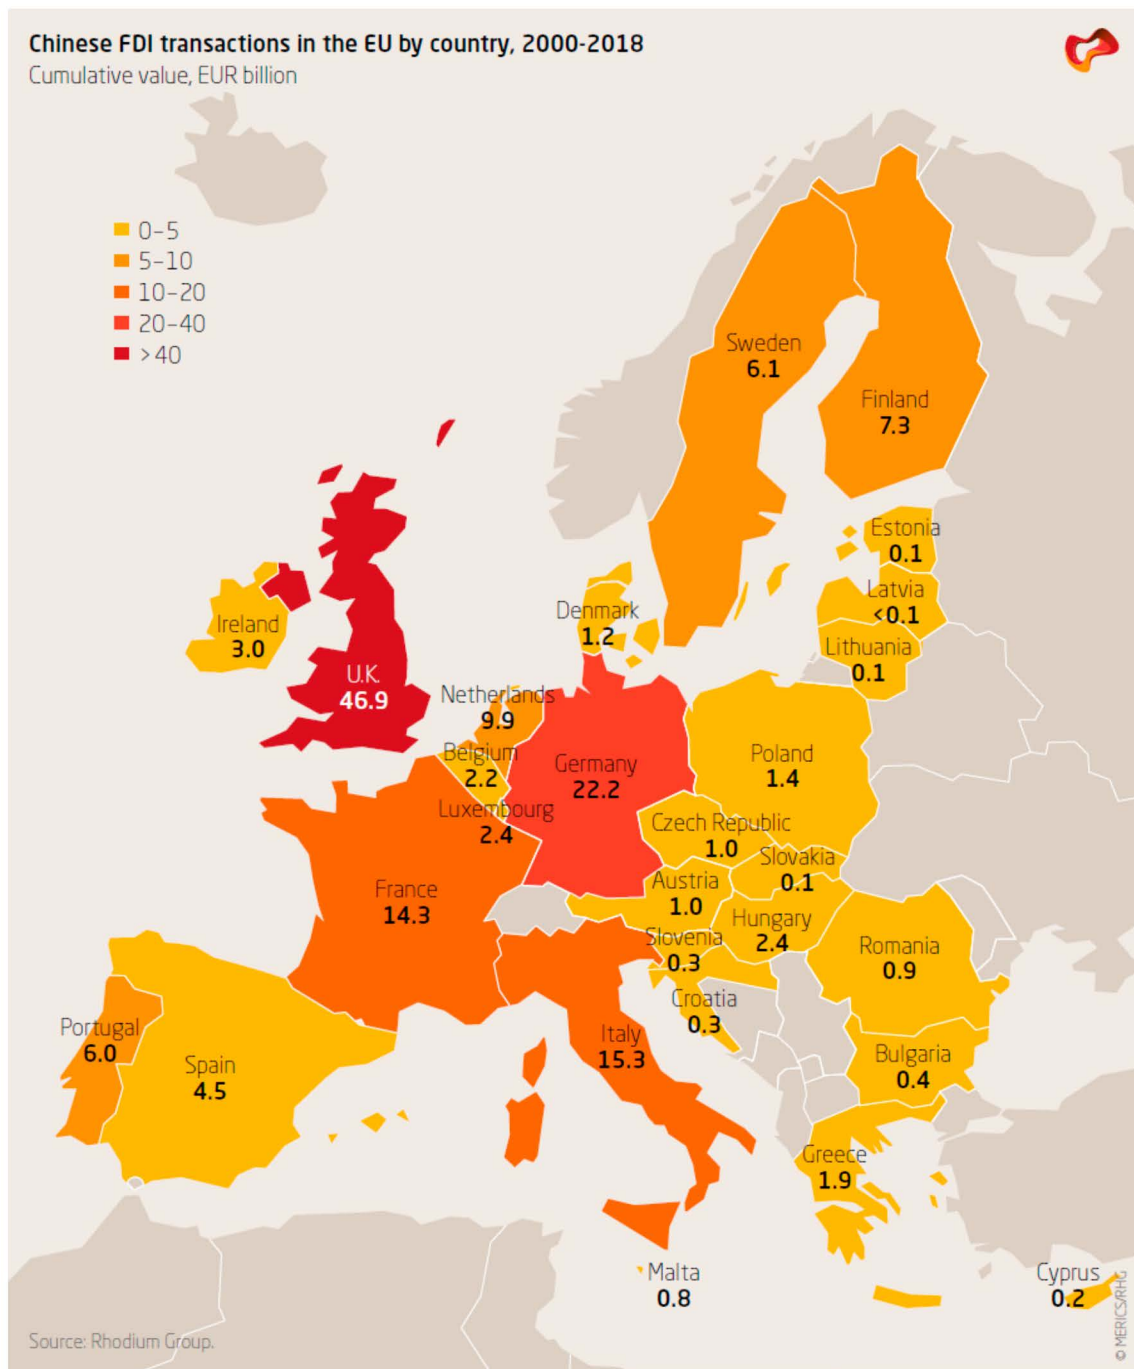 Chinese FDI transactions in the EU by country, 2000-2018
Cumulative value, EUR billion
0–5
5–10
10–20
20–40
>40
Sweden
6.1
Finland
7.3
Estonia
0.1
Latvia
<0.1
Lithuania
0.1
Denmark
1.2
Ireland
3.0
U.K.
46.9
Netherlands
9.9
Belgium
2.2
Luxembourg
2.4
Germany
22.2
Poland
1.4
Czech Republic
1.0
Slovakia
0.1
Austria
1.0
Hungary
2.4
Slovenia
0.3
Croatia
0.3
Romania
0.9
Bulgaria
0.4
France
14.3
Italy
15.3
Portugal
6.0
Spain
4.5
Greece
1.9
Malta
0.8
Cyprus
0.2
Source: Rhodium Group.
© MERICS/RHG